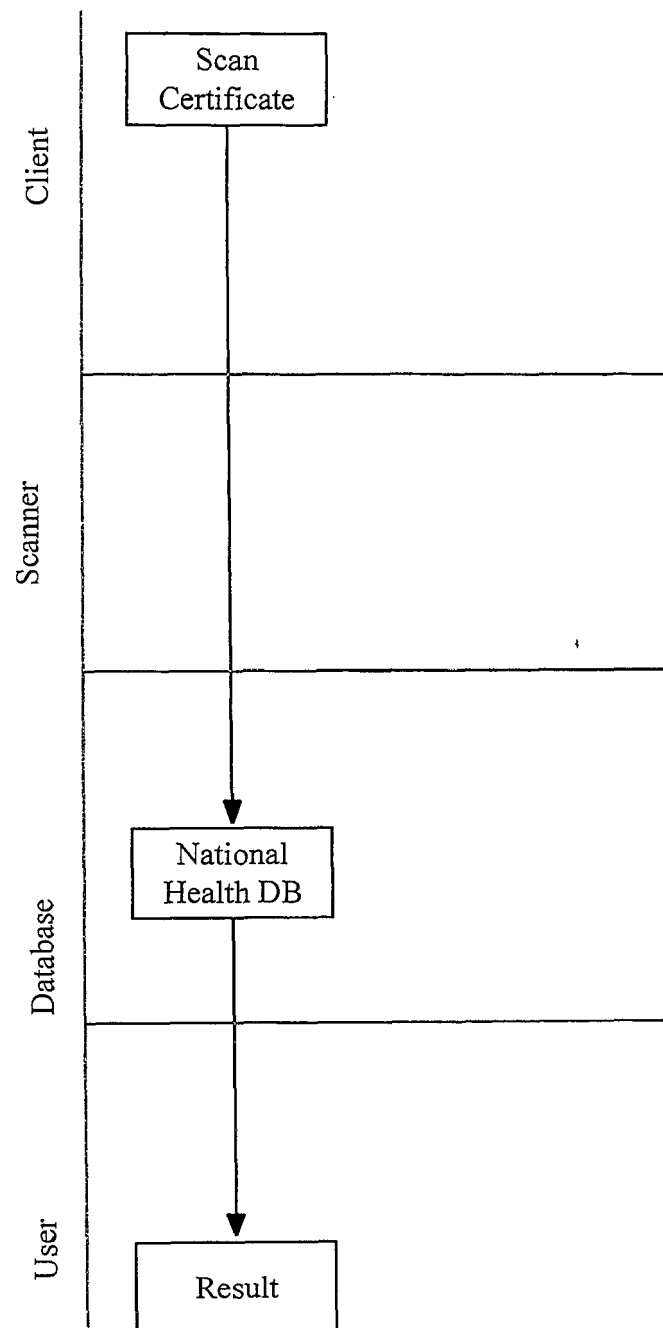 Client
Scan
Certificate
Scanner
Database
National
Health DB
User
Result